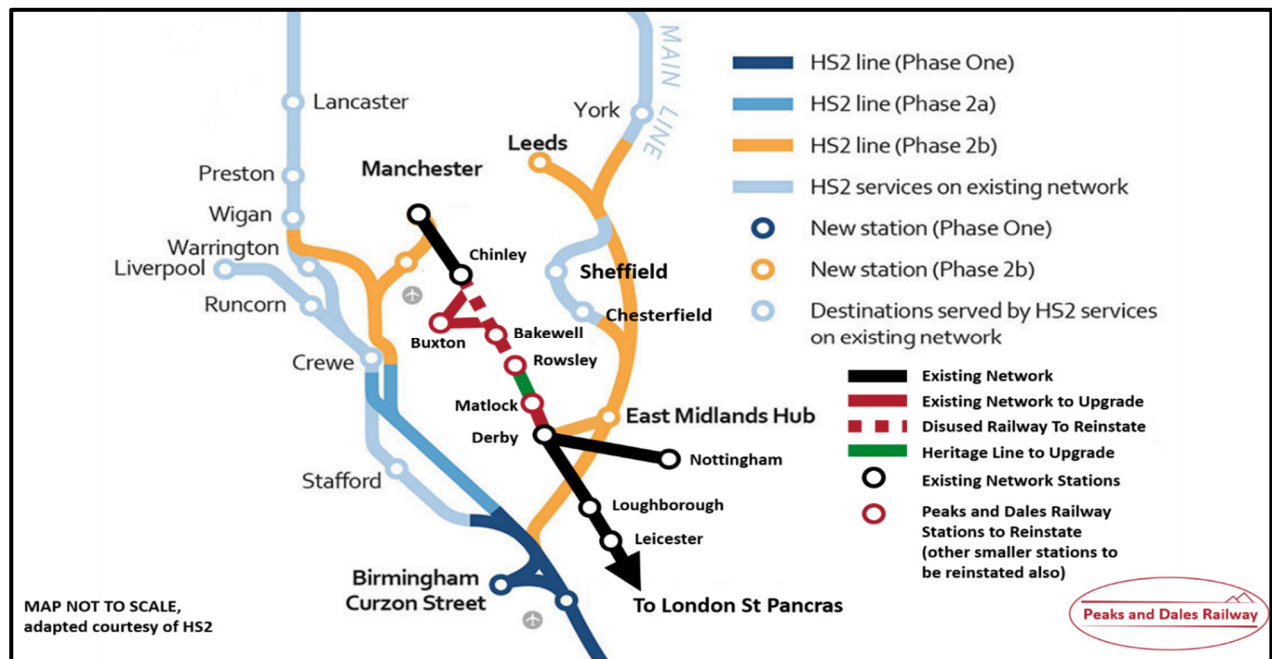 MAIN LINE
Lancaster
York
Leeds
Preston
Manchester
Wigan
Warrington
Liverpool
Chinley
Sheffield
Runcorn
Chesterfield
Buxton
Bakewell
Crewe
Rowsley
Matlock
East Midlands Hub
Derby
Nottingham
Stafford
Loughborough
Leicester
Birmingham
Curzon Street
To London St Pancras
HS2 line (Phase One)
HS2 line (Phase 2a)
HS2 line (Phase 2b)
HS2 services on existing network
New station (Phase One)
New station (Phase 2b)
Destinations served by HS2 services
on existing network
Existing Network
Existing Network to Upgrade
Disused Railway To Reinstate
Heritage Line to Upgrade
Existing Network Stations
Peaks and Dales Railway
Stations to Reinstate
(other smaller stations to
be reinstated also)
MAP NOT TO SCALE,
adapted courtesy of HS2
Peaks and Dales Railway